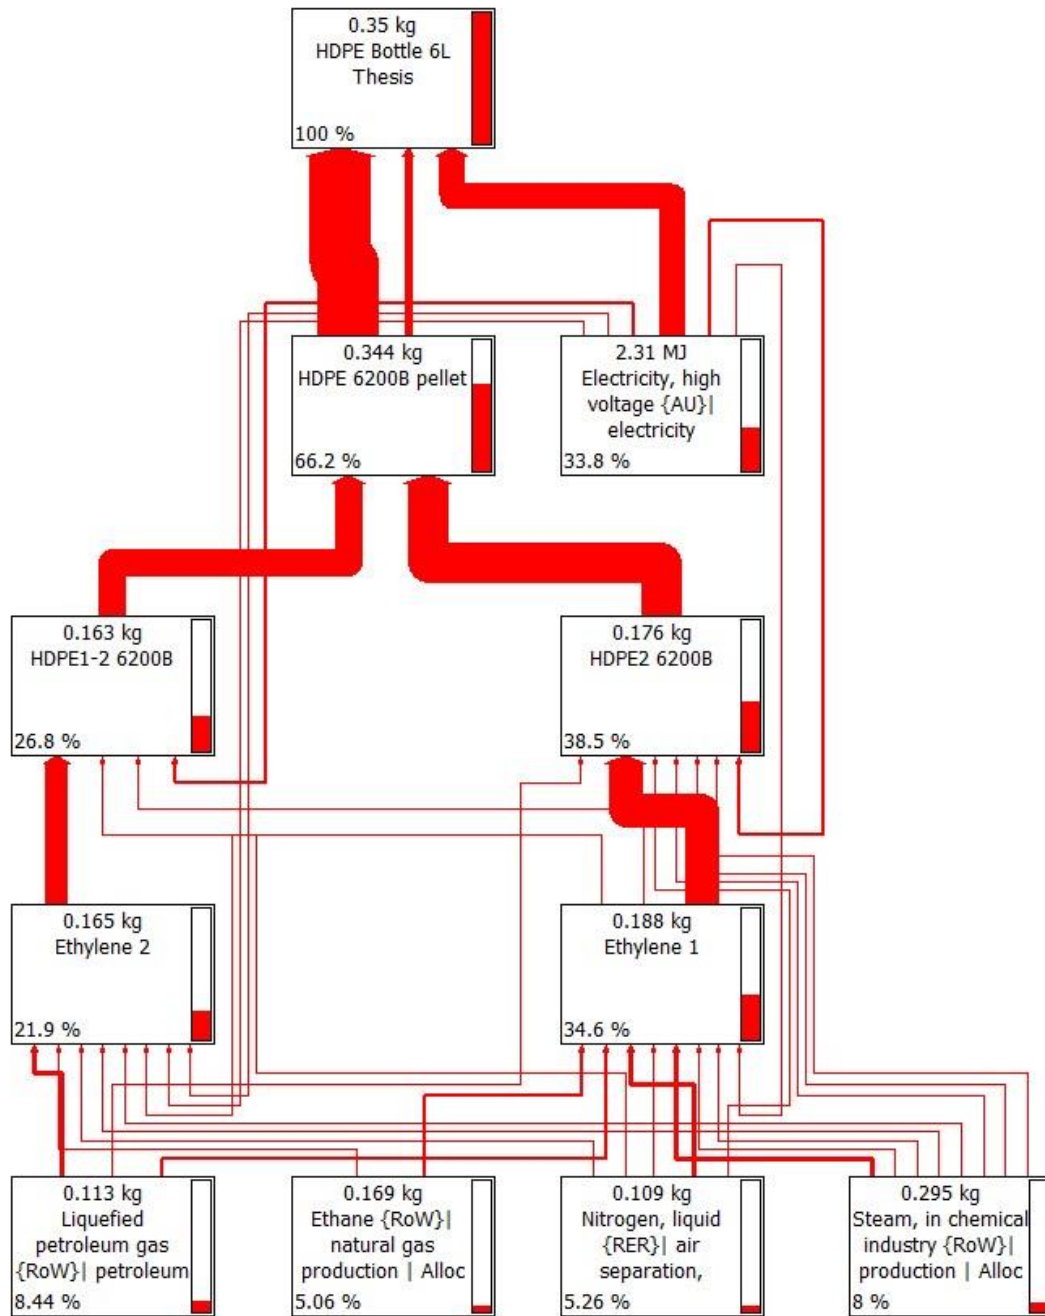 0.35 kg
HDPE Bottle 6L
Thesis
100 %
0.344 kg
HDPE 6200B pellet
66.2 %
2.31 MJ
Electricity, high
voltage {AU}|
electricity
33.8 %
0.163 kg
HDPE1-2 6200B
26.8 %
0.176 kg
HDPE2 6200B
38.5 %
0.165 kg
Ethylene 2
21.9 %
0.188 kg
Ethylene 1
34.6 %
0.113 kg
Liquefied
petroleum gas
{RoW}| petroleum
8.44 %
0.169 kg
Ethane {RoW}|
natural gas
production | Alloc
5.06 %
0.109 kg
Nitrogen, liquid
{RER}| air
separation,
5.26 %
0.295 kg
Steam, in chemical
industry {RoW}|
production | Alloc
8 %